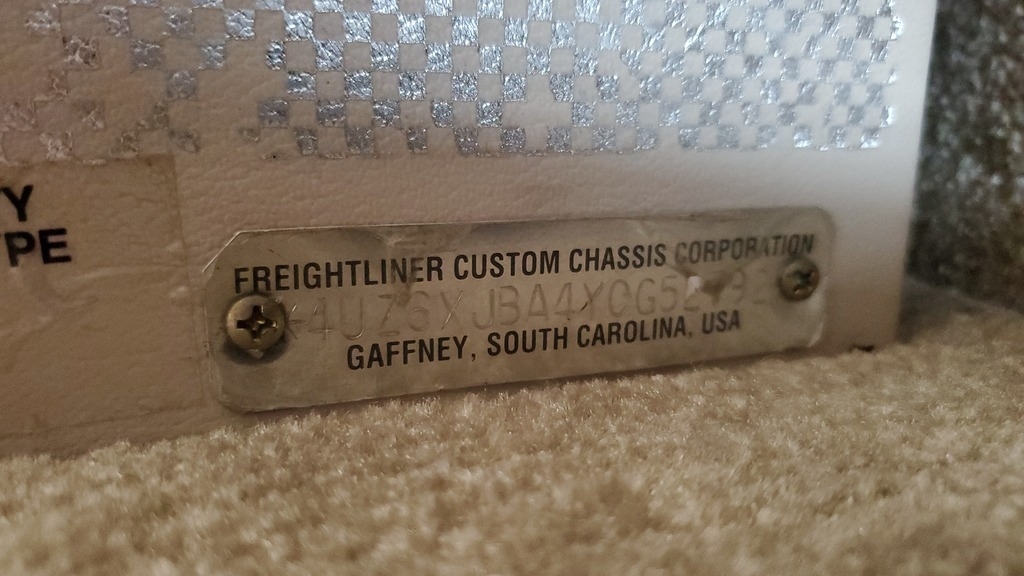 Y
PE
FREIGHTLINER CUSTOM CHASSIS CORPORATION
GAFFNEY, SOUTH CAROLINA, USA